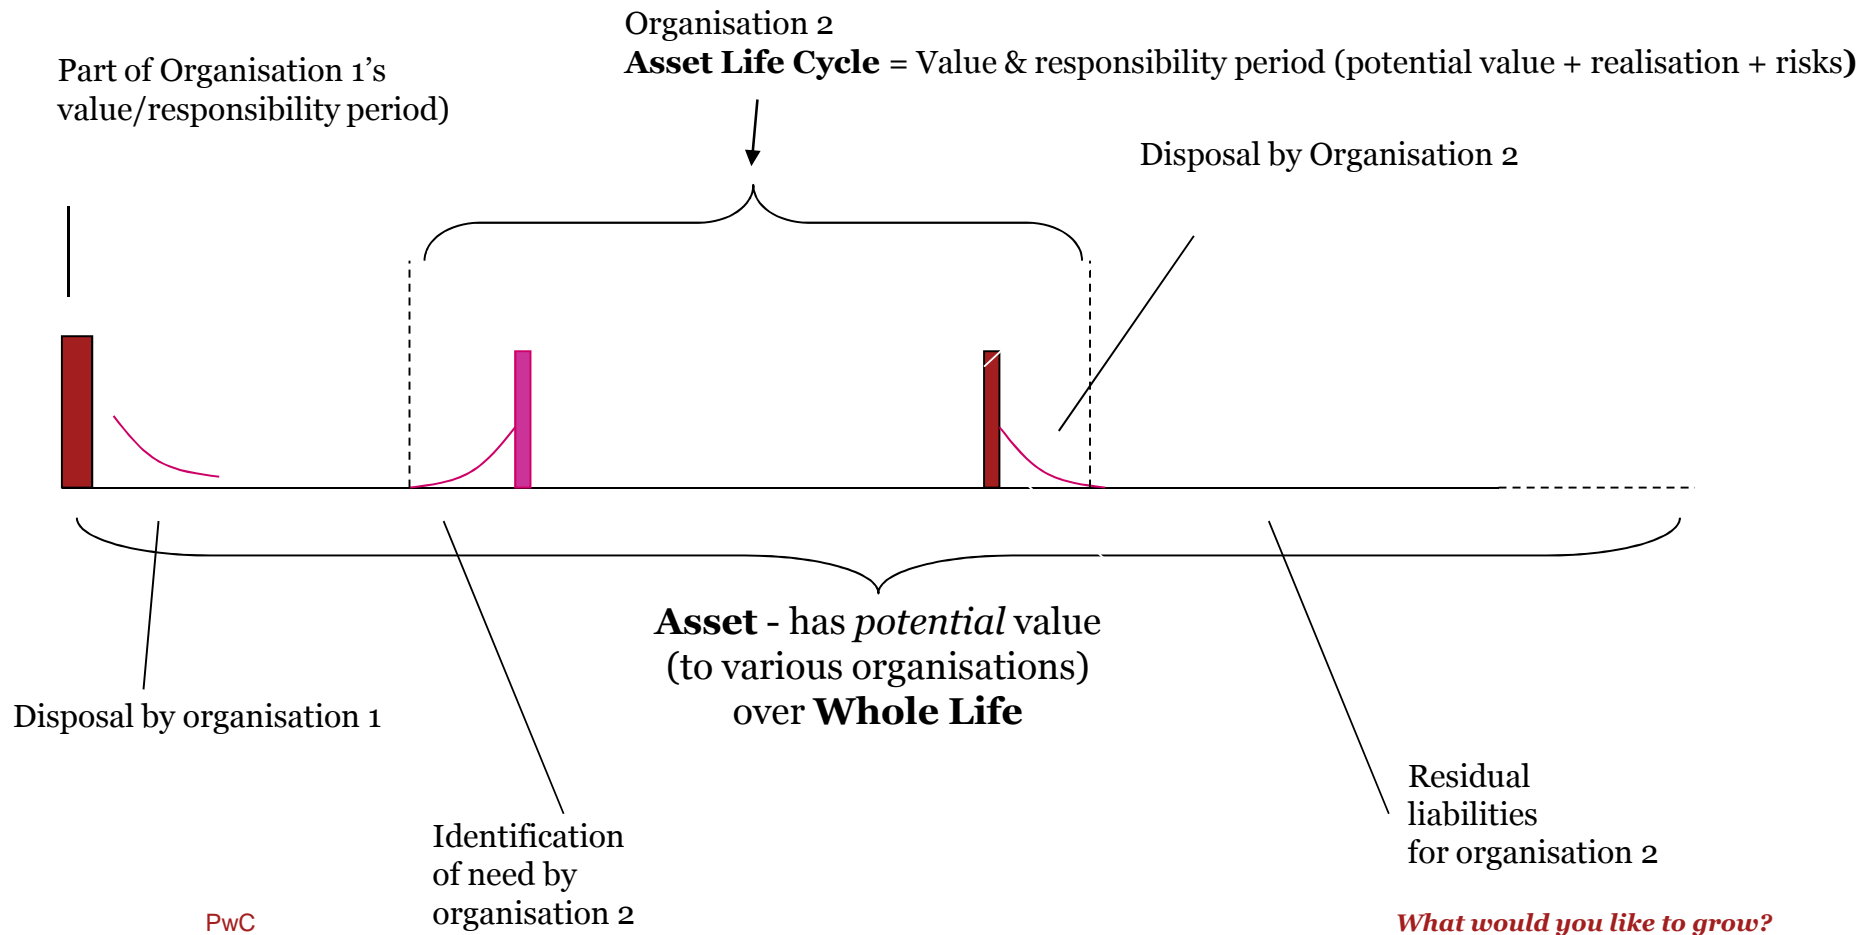 Organisation 2
Asset Life Cycle = Value & responsibility period (potential value + realisation + risks)
Part of Organisation 1’s
value/responsibility period)
Disposal by Organisation 2
Asset - has potential value
(to various organisations)
over Whole Life
Disposal by organisation 1
Identification
of need by
organisation 2
Residual
liabilities
for organisation 2
PwC
What would you like to grow?